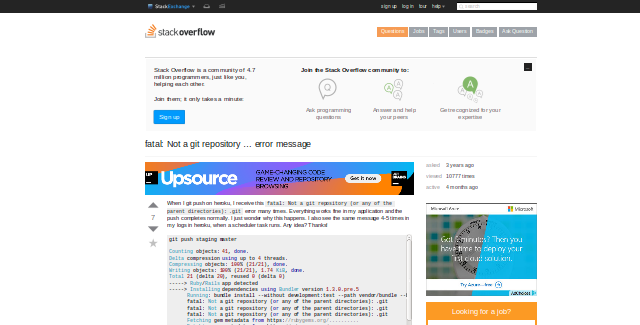 StackExchange
sign up log in tour help
search
stackoverflow
Questions Jobs Tags Users Badges Ask Question
Stack Overflow is a community of 4.7
million programmers, just like you,
helping each other.
Join them; it only takes a minute:
Sign up
Join the Stack Overflow community to:
Ask programming
questions
Answer and help
your peers
Get recognized for your
expertise
fatal: Not a git repository … error message
Upsource
GAME-CHANGING CODE
REVIEW AND REPOSITORY
BROWSING
Get it now
When I git push on heroku, I receive this fatal: Not a git repository (or any of the
parent directories): .git error many times. Everything works fine in my application and the
push completes normally. I just wonder why this happens. I also see the same message 4-5 times in
my logs in heroku, when a scheduler task runs. Any idea? Thanks!
7
git push staging master
Counting objects: 41, done.
Delta compression using up to 4 threads.
Compressing objects: 100% (21/21), done.
Writing objects: 100% (21/21), 1.74 KiB, done.
Total 21 (delta 20), reused 0 (delta 0)
-----> Ruby/Rails app detected
-----> Installing dependencies using Bundler version 1.3.0.pre.5
Running: bundle install --without development:test --path vendor/bundle --
fatal: Not a git repository (or any of the parent directories): .git
fatal: Not a git repository (or any of the parent directories): .git
fatal: Not a git repository (or any of the parent directories): .git
Fetching gem metadata from https://rubygems.org/..........
asked 3 years ago
viewed 10777 times
active 4 months ago
Microsoft Azure
Microsoft
Got 5 minutes? Then you
have time to deploy your
first cloud solution.
Try Azure - free
AdChoices
Looking for a job?